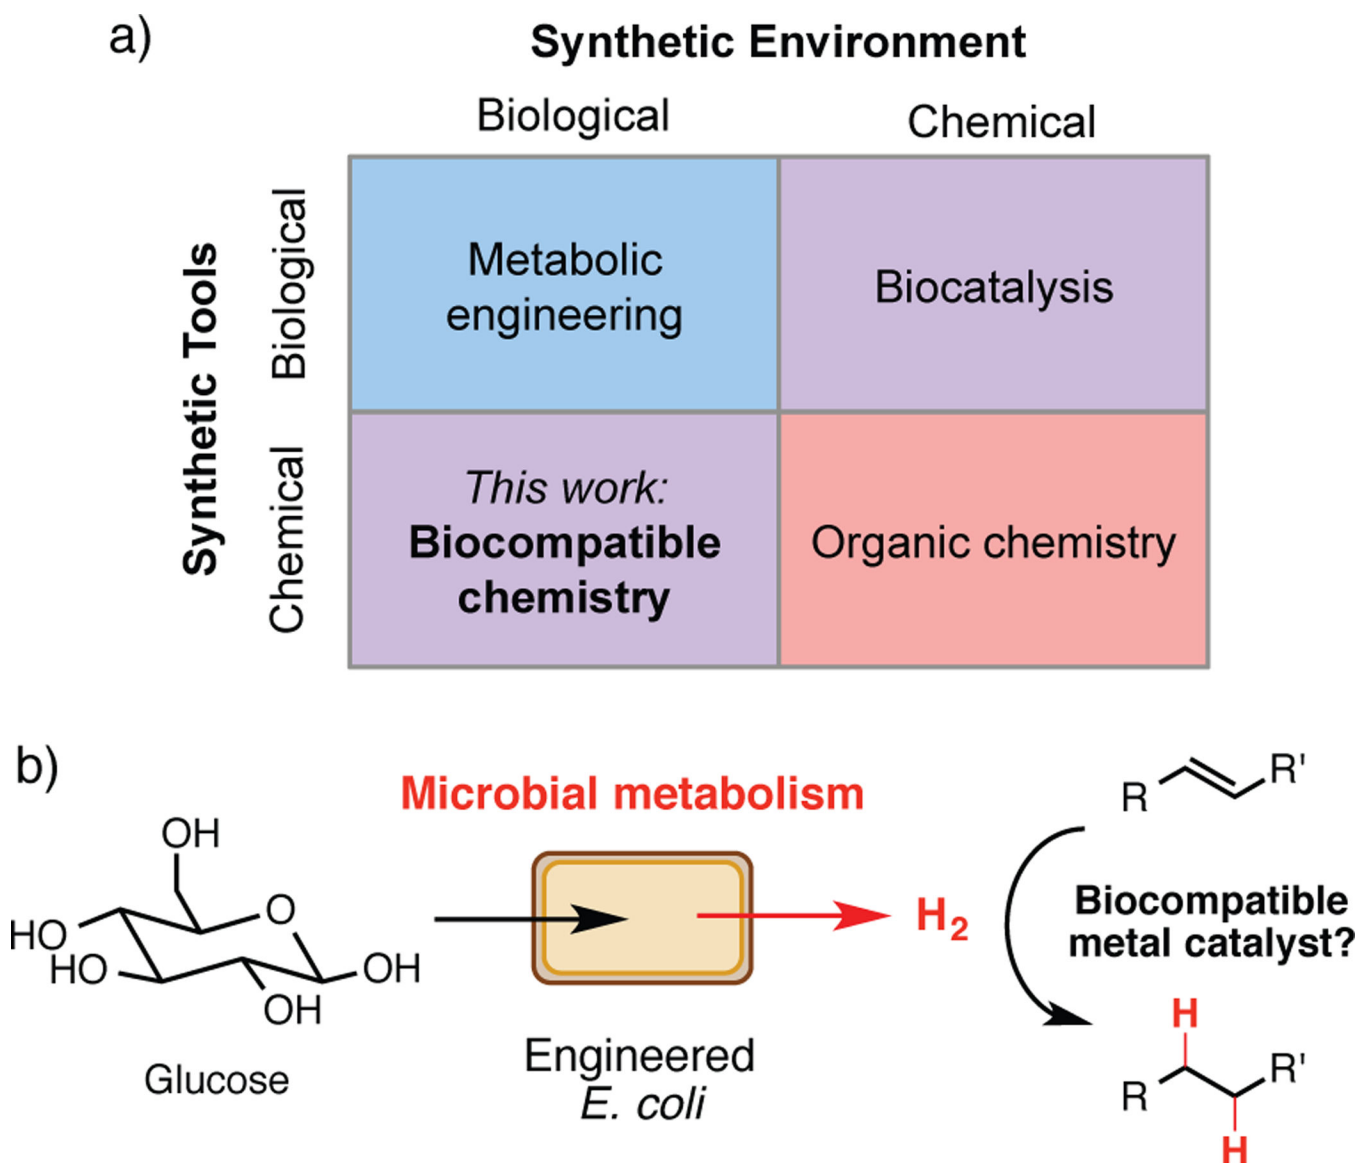 a)
Synthetic Environment
Biological
Chemical
Synthetic Tools
Biological
Metabolic
engineering
Biocatalysis
Chemical
This work:
Biocompatible
chemistry
Organic chemistry
b)
Microbial metabolism
R
R'
OH
O
HO
HO
OH
OH
Glucose
Engineered
E. coli
H2
Biocompatible
metal catalyst?
H
R
R'
H